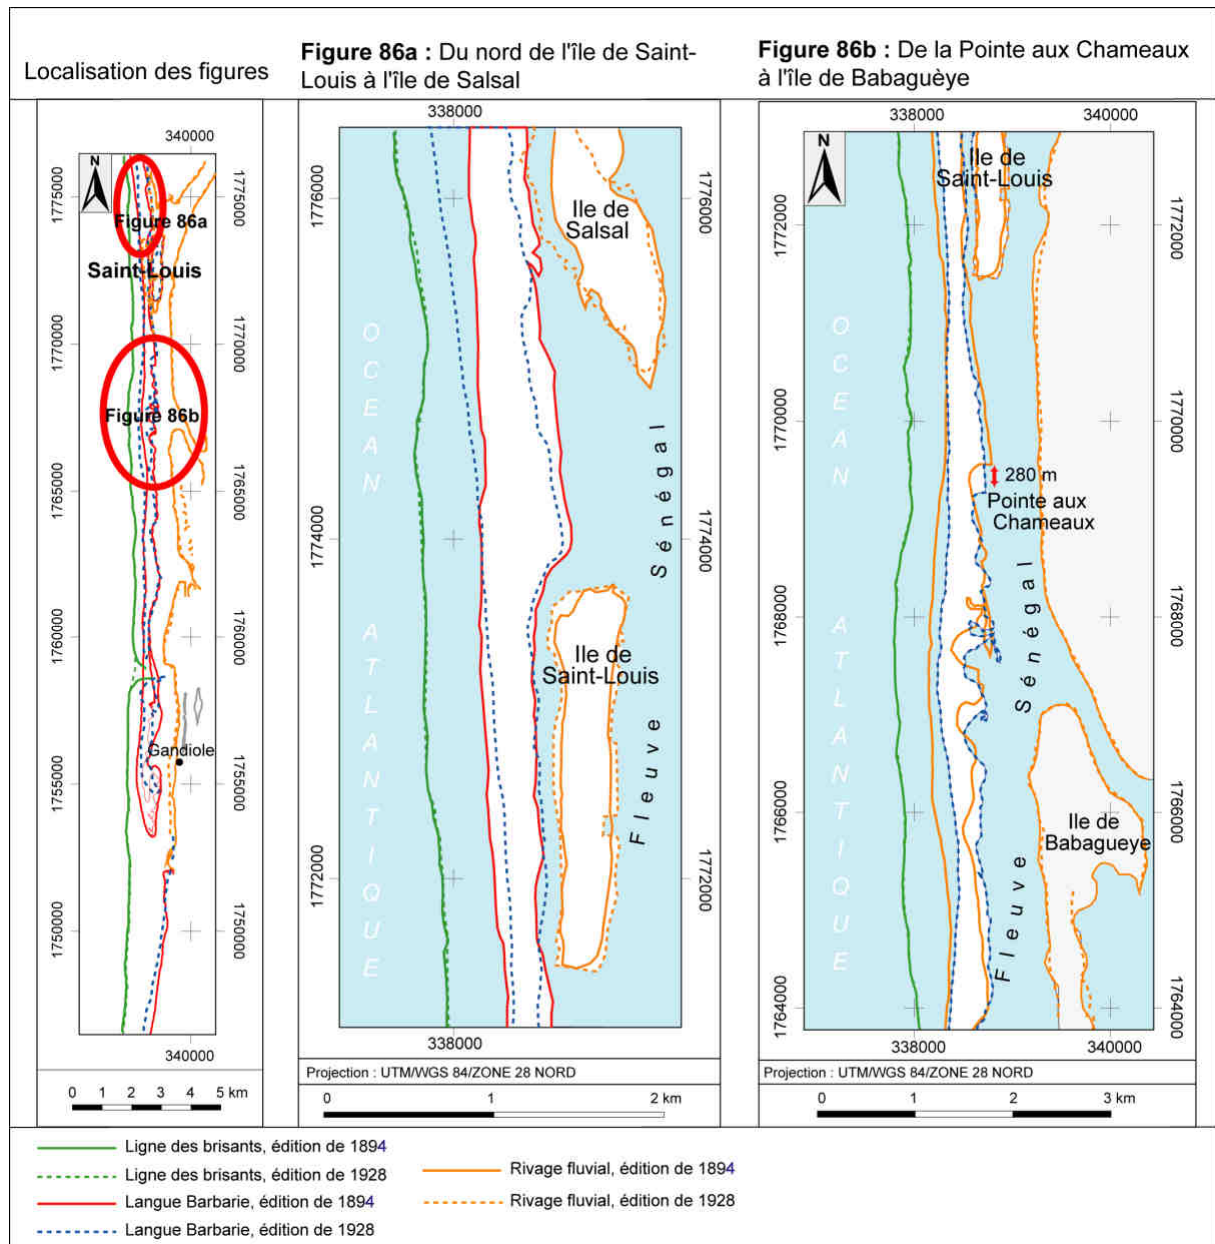 Localisation des figures
Figure 86a : Du nord de l'île de Saint-
Louis à l'île de Salsal
Figure 86b : De la Pointe aux Chameaux
à l'île de Babaguèye
340000
N
1775000
1775000
Figure 86a
Saint-Louis
1770000
1770000
Figure 86b
1765000
1765000
1760000
1760000
Gandiole
1755000
1755000
1750000
1750000
340000
0 1 2 3 4 5 km
338000
1776000
1776000
Ile de
Salsal
OCEAN ATLANTIQUE
1774000
1774000
Fleuve Sénégal
Ile de
Saint-Louis
1772000
1772000
338000
Projection : UTM/WGS 84/ZONE 28 NORD
0 1 2 km
338000 340000
N
Ile de
Saint-Louis
1772000
1772000
OCEAN ATLANTIQUE
1770000
1770000
280 m
Pointe aux
Chameaux
1768000
1768000
Fleuve Sénégal
1766000
1766000
Ile de
Babagueye
1764000
1764000
338000 340000
Projection : UTM/WGS 84/ZONE 28 NORD
0 1 2 3 km
Ligne des brisants, édition de 1894
Ligne des brisants, édition de 1928
Langue Barbarie, édition de 1894
Langue Barbarie, édition de 1928
Rivage fluvial, édition de 1894
Rivage fluvial, édition de 1928